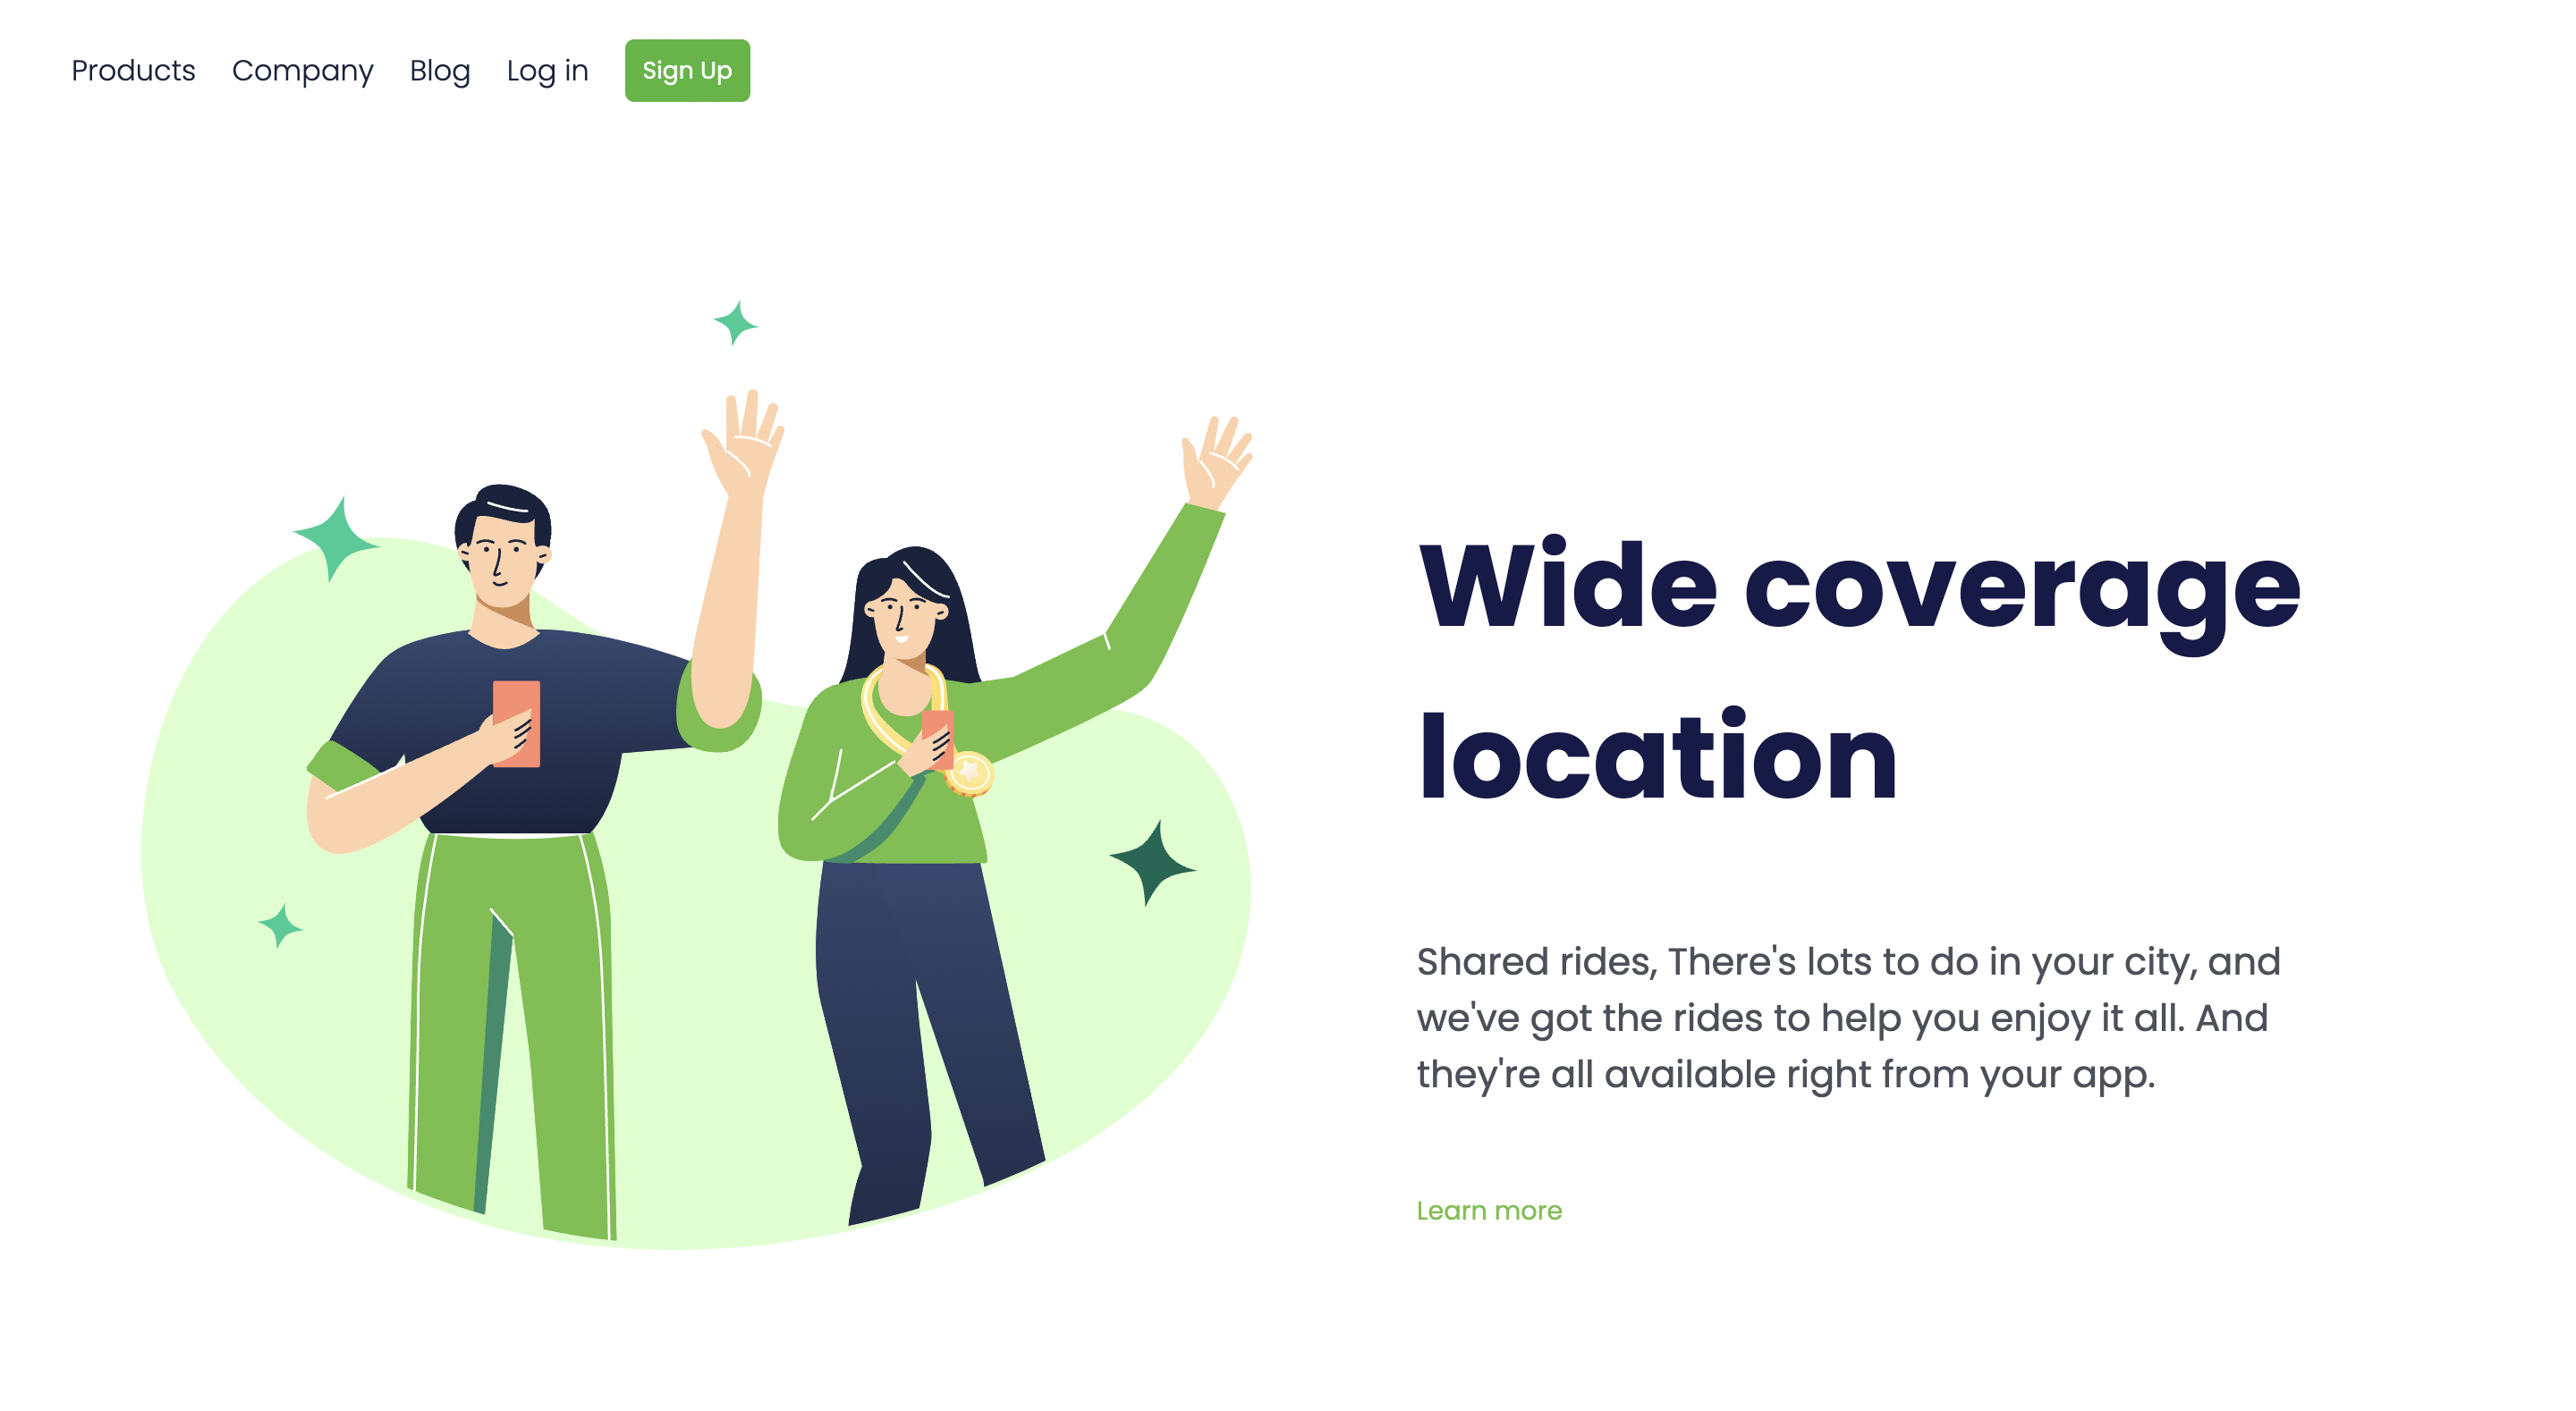 Products Company Blog Log in Sign Up
Wide coverage
location
Shared rides, There's lots to do in your city, and
we've got the rides to help you enjoy it all. And
they're all available right from your app.
Learn more